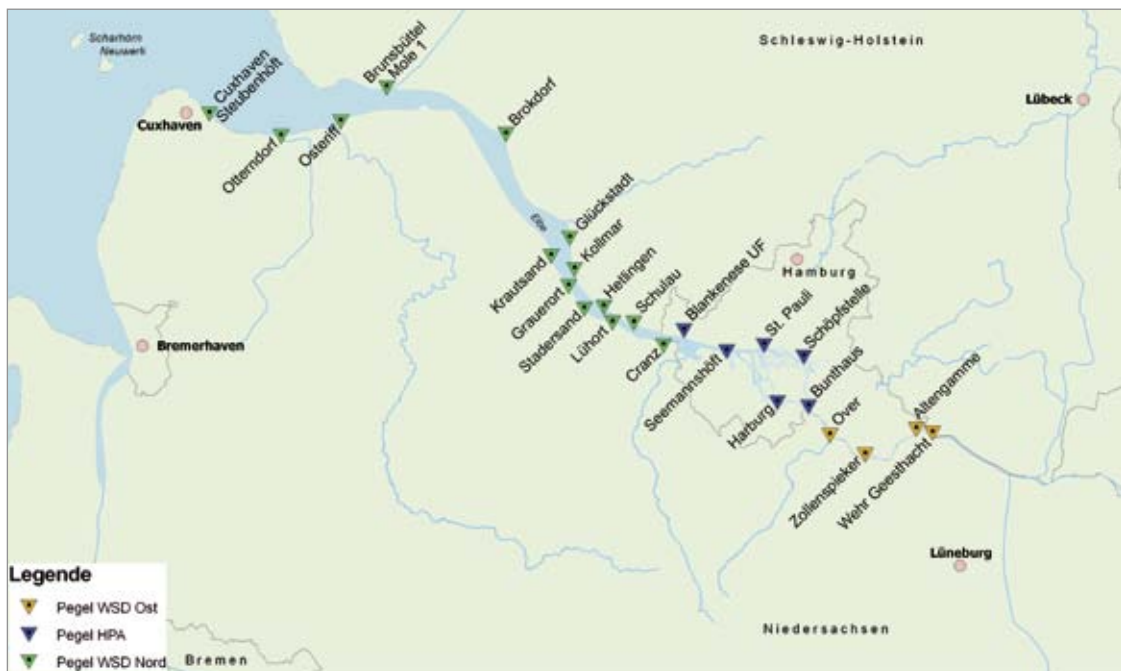 Scharhörn
Neuwerk
Schleswig-Holstein
Brunsbüttel
Mole 1
Cuxhaven
Steubenhöft
Cuxhaven
Otterndorf
Osteriff
Brokdorf
Lübeck
Elbe
Glückstadt
Kollmar
Krautsand
Grauerort
Hetlingen
Stadersand
Lühort
Schulau
Blankenese UF
Hamburg
St. Pauli
Schöpfstelle
Cranz
Seemannshöft
Bremerhaven
Harburg
Bunthaus
Over
Altengamme
Zollenspieker
Wehr Geesthacht
Lüneburg
Niedersachsen
Bremen
Legende
Pegel WSD Ost
Pegel HPA
Pegel WSD Nord